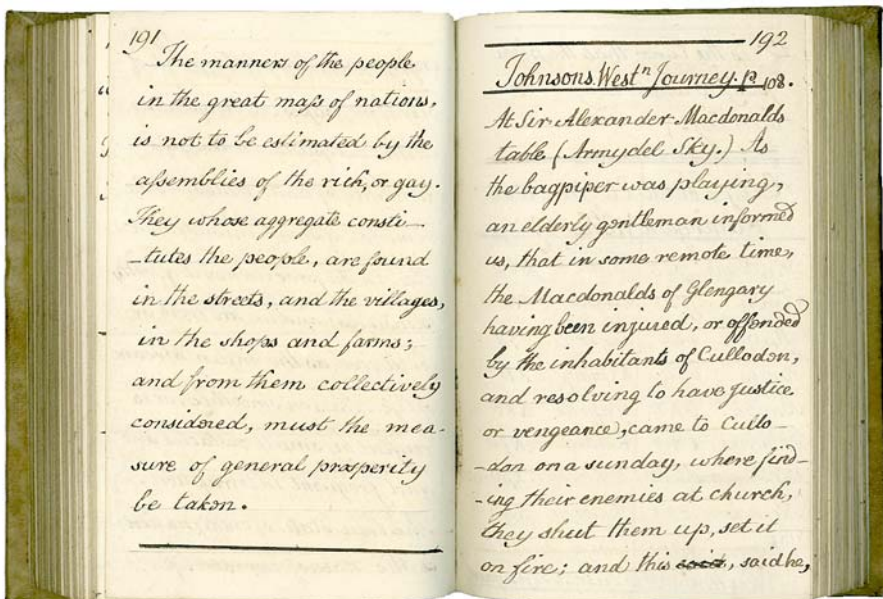 191
The manners of the people
in the great maſs of nations,
is not to be estimated by the
aſsemblies of the rich, or gay.
They whose aggregate consti-
-tutes the people, are found
in the streets, and the villages,
in the shops and farms;
and from them collectively
considered, must the mea-
sure of general prosperity
be taken.
192
Johnsons Westn Journey. p. 108.
At Sir Alexander Macdonalds
table (Armydel Sky.) As
the bagpiper was playing,
an elderly gentleman informed
us, that in some remote time,
the Macdonalds of Glengary
having been injured, or offended
by the inhabitants of Cullodon,
and resolving to have justice
or vengeance, came to Cullo-
-don on a sunday, where find-
-ing their enemies at church,
they shut them up, set it
on fire; and this said, said he,